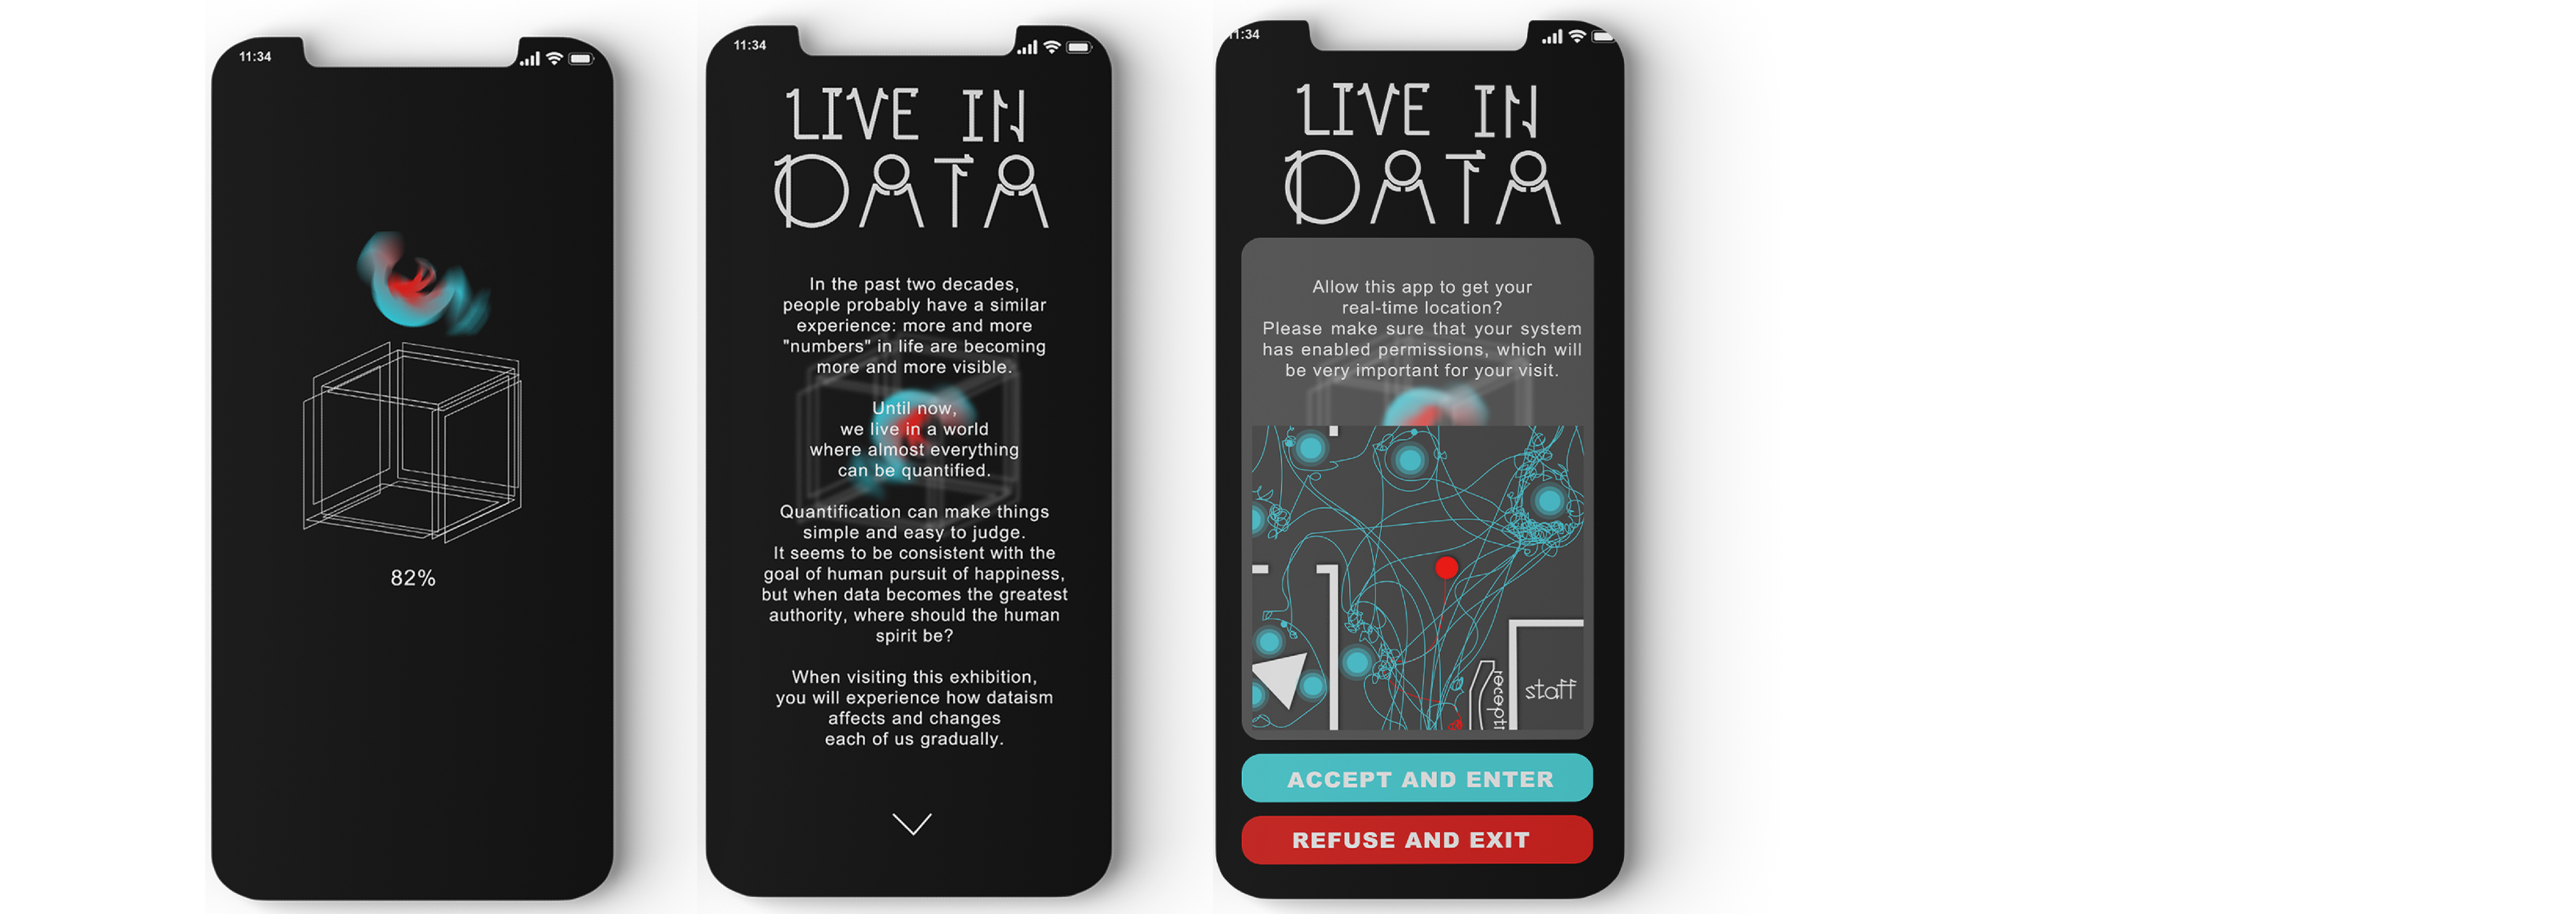 11:34
82%
11:34
LIVE IN
DATA
In the past two decades,
people probably have a similar
experience: more and more
"numbers" in life are becoming
more and more visible.
Until now,
we live in a world
where almost everything
can be quantified.
Quantification can make things
simple and easy to judge.
It seems to be consistent with the
goal of human pursuit of happiness,
but when data becomes the greatest
authority, where should the human
spirit be?
When visiting this exhibition,
you will experience how dataism
affects and changes
each of us gradually.
11:34
LIVE IN
DATA
Allow this app to get your
real-time location?
Please make sure that your system
has enabled permissions, which will
be very important for your visit.
recepti
staff
ACCEPT AND ENTER
REFUSE AND EXIT